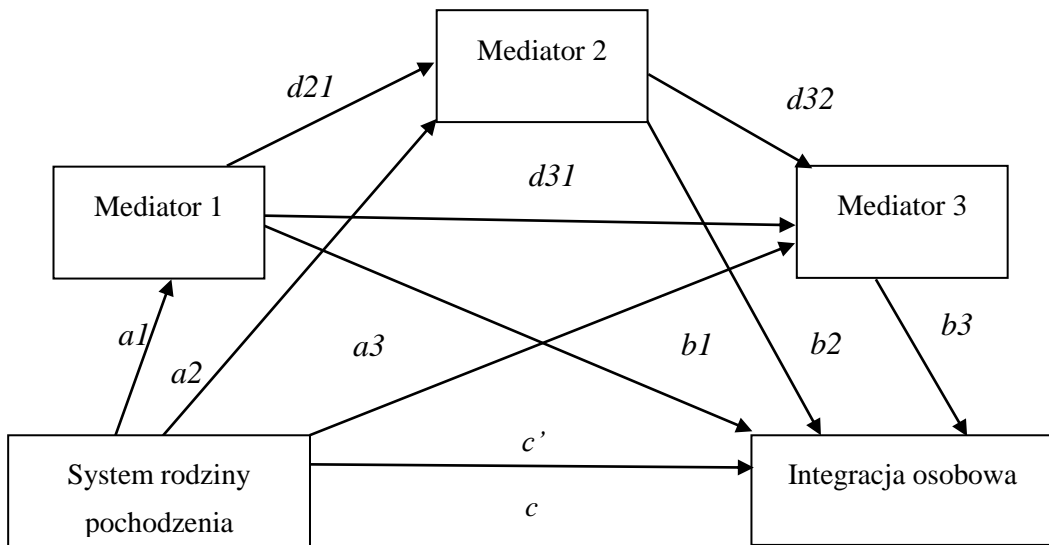 Mediator 2
d21
d32
Mediator 1
d31
Mediator 3
a1
a2
a3
b1
b2
b3
System rodziny
pochodzenia
c’
c
Integracja osobowa